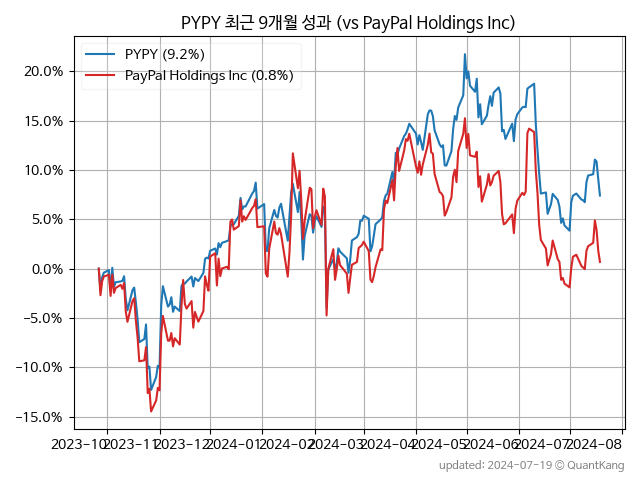 PYPY 최근 9개월 성과 (vs PayPal Holdings Inc)
PYPY (9.2%)
PayPal Holdings Inc (0.8%)
20.0%
15.0%
10.0%
5.0%
0.0%
−5.0%
−10.0%
−15.0%
2023-10 2023-11 2023-12 2024-01 2024-02 2024-03 2024-04 2024-05 2024-06 2024-07 2024-08
updated: 2024-07-19 © QuantKang